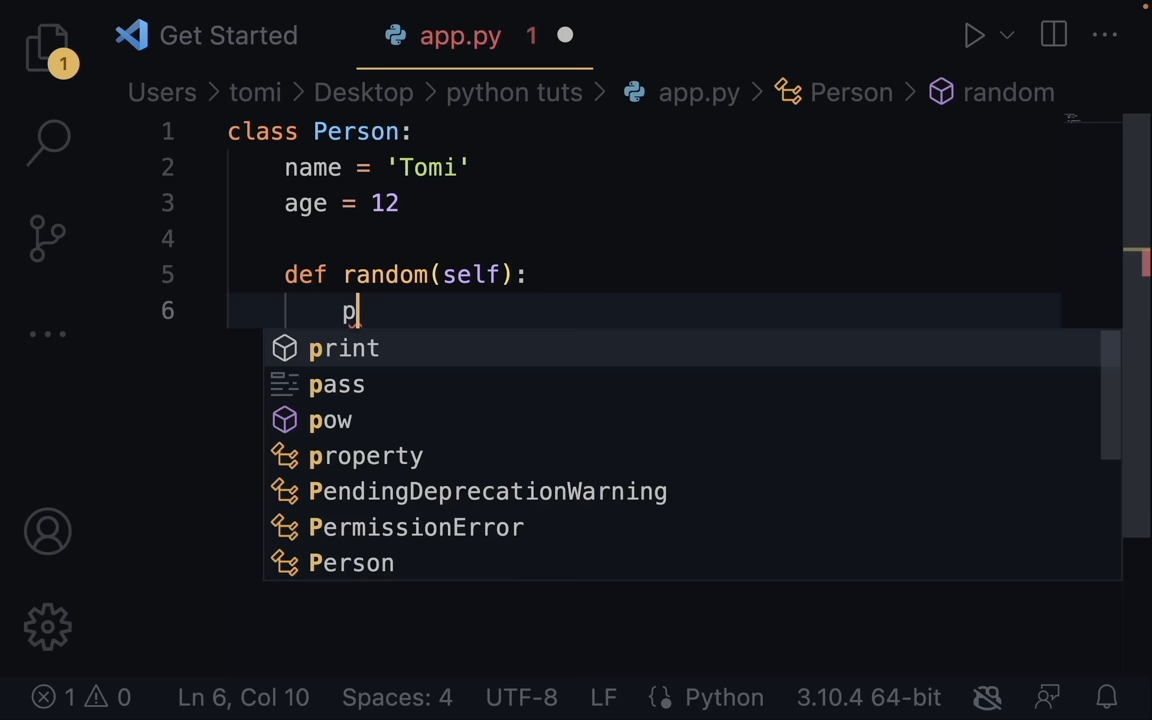 Get Started
app.py 1
1
Users > tomi > Desktop > python tuts > app.py > Person > random
1 class Person:
2 name = 'Tomi'
3 age = 12
4
5 def random(self):
6 p
print
pass
pow
property
PendingDeprecationWarning
PermissionError
Person
1 0 Ln 6, Col 10 Spaces: 4 UTF-8 LF Python 3.10.4 64-bit